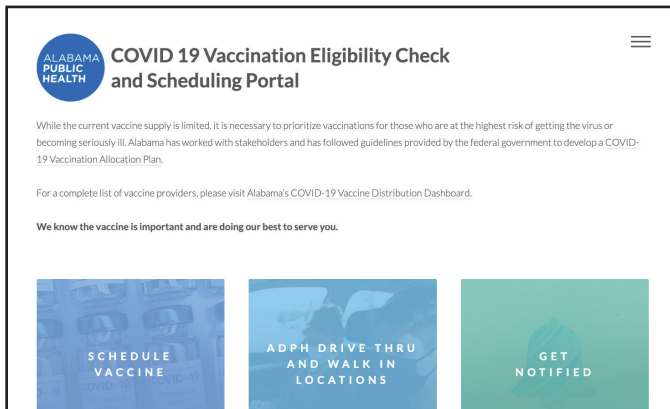 ALABAMA
PUBLIC
HEALTH
COVID 19 Vaccination Eligibility Check
and Scheduling Portal
While the current vaccine supply is limited, it is necessary to prioritize vaccinations for those who are at the highest risk of getting the virus or
becoming seriously ill. Alabama has worked with stakeholders and has followed guidelines provided by the federal government to develop a COVID-
19 Vaccination Allocation Plan.
For a complete list of vaccine providers, please visit Alabama's COVID-19 Vaccine Distribution Dashboard.
We know the vaccine is important and are doing our best to serve you.
SCHEDULE
VACCINE
COVID-19
COVID-19
ADPH DRIVE THRU
AND WALK IN
LOCATIONS
GET
NOTIFIED